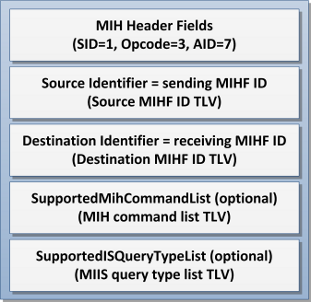 MIH Header Fields
(SID=1, Opcode=3, AID=7)
Source Identifier = sending MIHF ID
(Source MIHF ID TLV)
Destination Identifier = receiving MIHF ID
(Destination MIHF ID TLV)
SupportedMihCommandList (optional)
(MIH command list TLV)
SupportedISQueryTypeList (optional)
(MIIS query type list TLV)